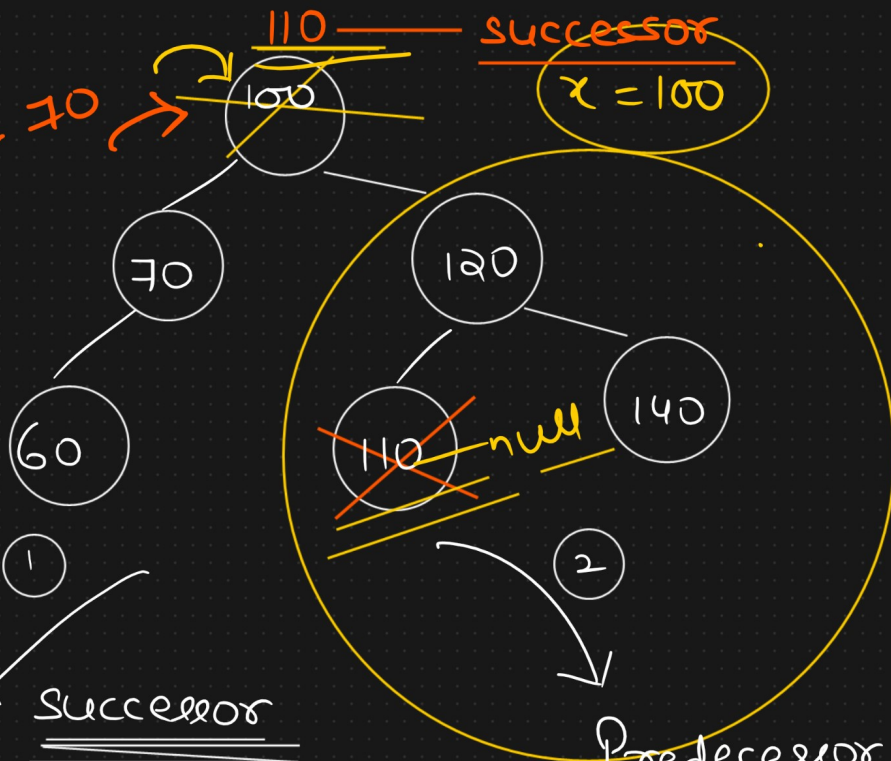 110 — successor
100
x = 100
70
70
120
60
110
null
140
1
2
successor
Predecessor